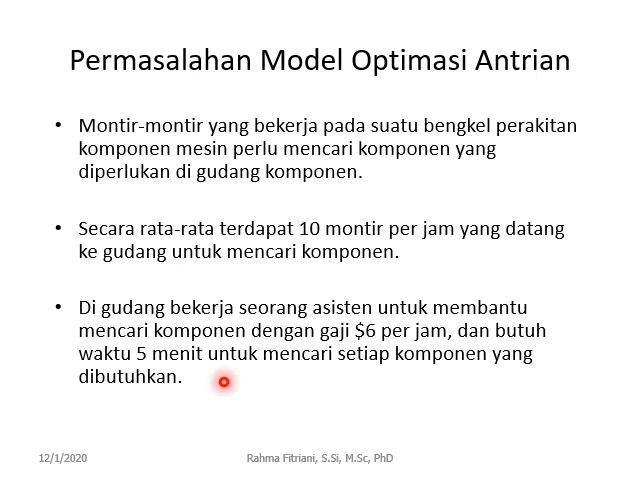 Permasalahan Model Optimasi Antrian
• Montir-montir yang bekerja pada suatu bengkel perakitan
komponen mesin perlu mencari komponen yang
diperlukan di gudang komponen.
• Secara rata-rata terdapat 10 montir per jam yang datang
ke gudang untuk mencari komponen.
• Di gudang bekerja seorang asisten untuk membantu
mencari komponen dengan gaji $6 per jam, dan butuh
waktu 5 menit untuk mencari setiap komponen yang
dibutuhkan.
12/1/2020
Rahma Fitriani, S.Si, M.Sc, PhD